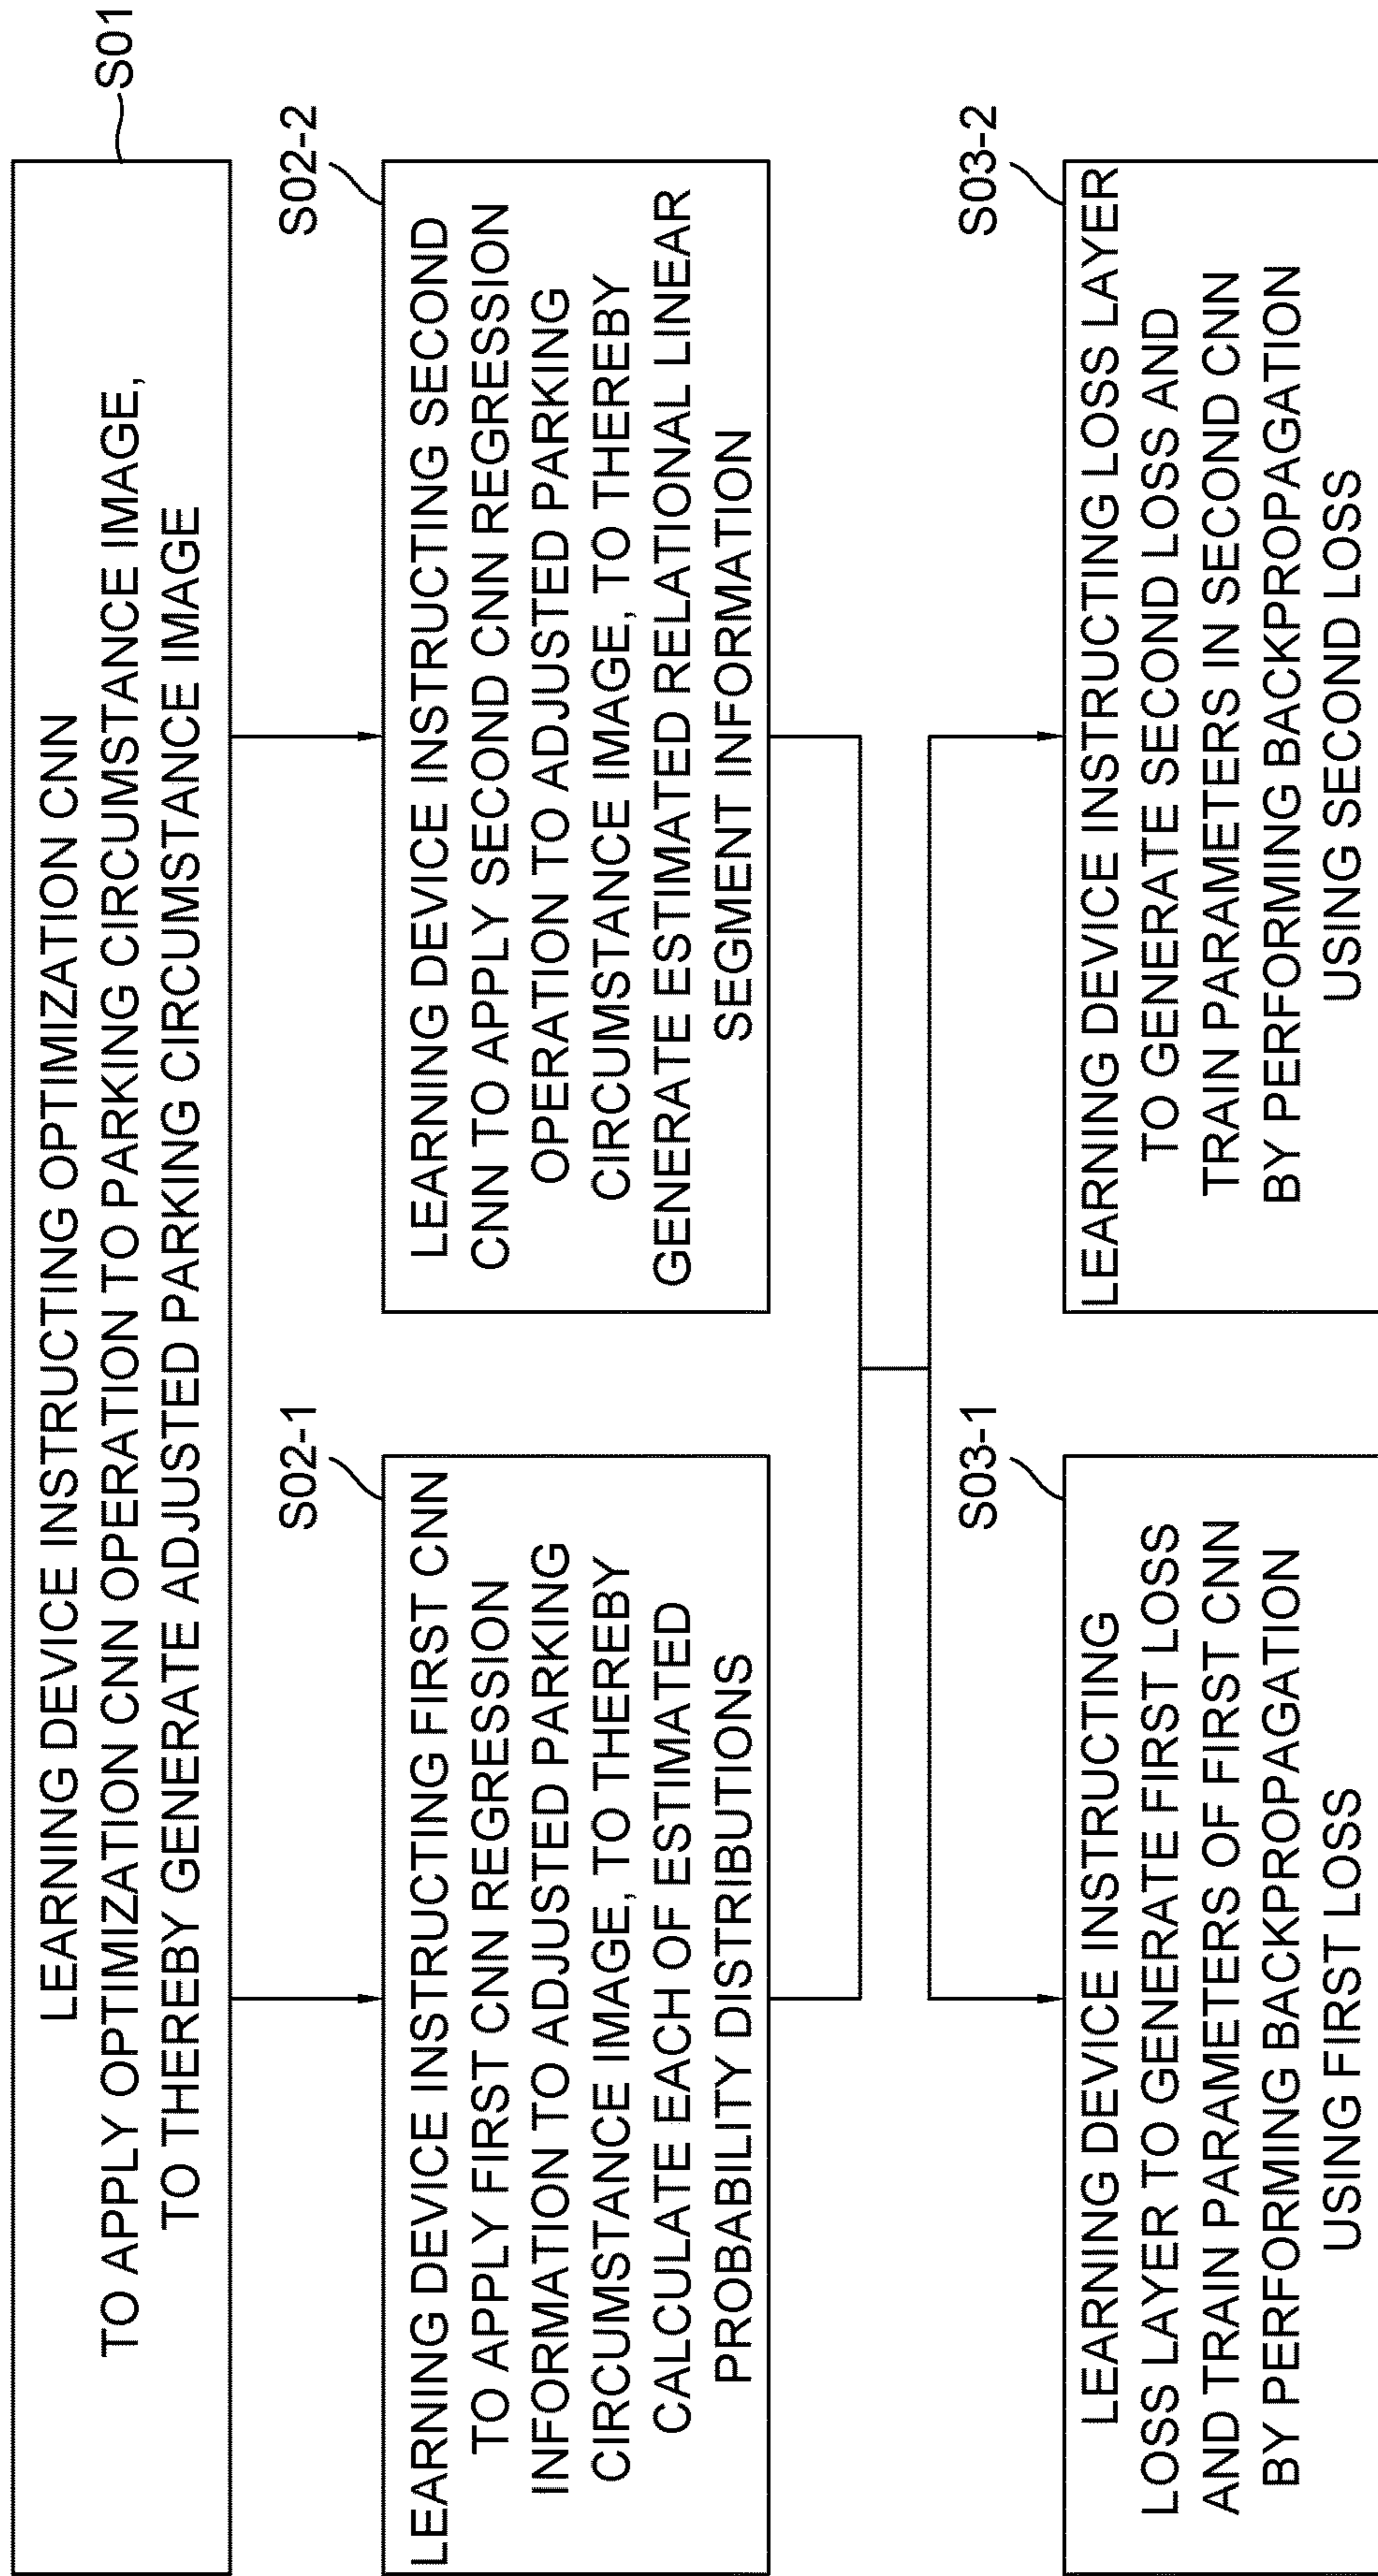 LEARNING DEVICE INSTRUCTING OPTIMIZATION CNN
TO APPLY OPTIMIZATION CNN OPERATION TO PARKING CIRCUMSTANCE IMAGE,
TO THEREBY GENERATE ADJUSTED PARKING CIRCUMSTANCE IMAGE
S01
S02-1
LEARNING DEVICE INSTRUCTING FIRST CNN
TO APPLY FIRST CNN REGRESSION
INFORMATION TO ADJUSTED PARKING
CIRCUMSTANCE IMAGE, TO THEREBY
CALCULATE EACH OF ESTIMATED
PROBABILITY DISTRIBUTIONS
S02-2
LEARNING DEVICE INSTRUCTING SECOND
CNN TO APPLY SECOND CNN REGRESSION
OPERATION TO ADJUSTED PARKING
CIRCUMSTANCE IMAGE, TO THEREBY
GENERATE ESTIMATED RELATIONAL LINEAR
SEGMENT INFORMATION
S03-1
LEARNING DEVICE INSTRUCTING
LOSS LAYER TO GENERATE FIRST LOSS
AND TRAIN PARAMETERS OF FIRST CNN
BY PERFORMING BACKPROPAGATION
USING FIRST LOSS
S03-2
LEARNING DEVICE INSTRUCTING LOSS LAYER
TO GENERATE SECOND LOSS AND
TRAIN PARAMETERS IN SECOND CNN
BY PERFORMING BACKPROPAGATION
USING SECOND LOSS